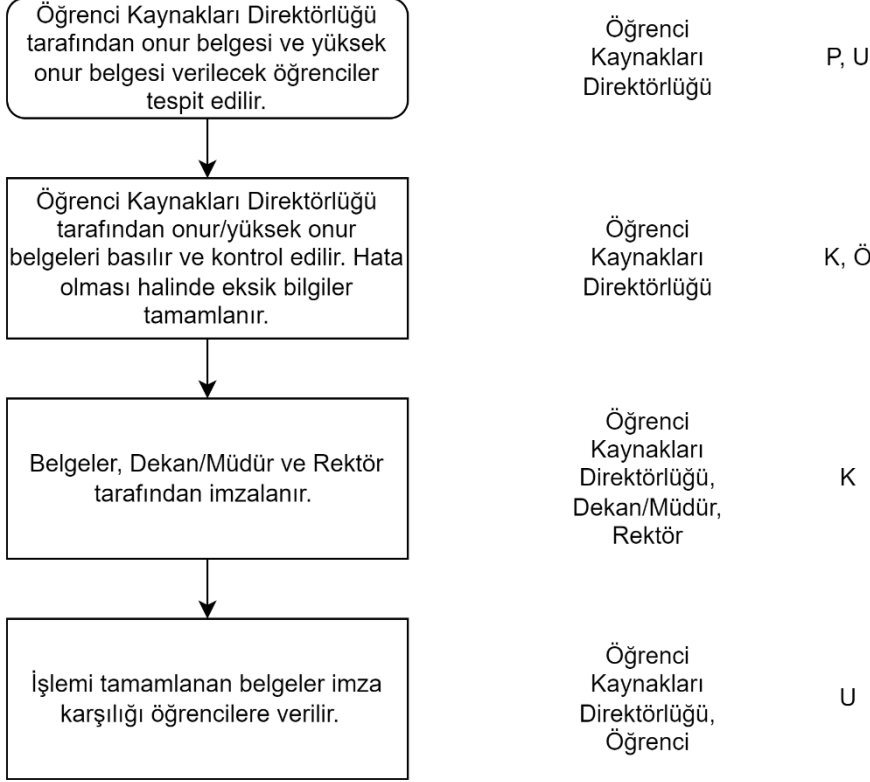 Öğrenci Kaynakları Direktörlüğü
tarafından onur belgesi ve yüksek
onur belgesi verilecek öğrenciler
tespit edilir.
Öğrenci
Kaynakları
Direktörlüğü
P, U
Öğrenci Kaynakları Direktörlüğü
tarafından onur/yüksek onur
belgeleri basılır ve kontrol edilir. Hata
olması halinde eksik bilgiler
tamamlanır.
Öğrenci
Kaynakları
Direktörlüğü
K, Ö
Belgeler, Dekan/Müdür ve Rektör
tarafından imzalanır.
Öğrenci
Kaynakları
Direktörlüğü,
Dekan/Müdür,
Rektör
K
İşlemi tamamlanan belgeler imza
karşılığı öğrencilere verilir.
Öğrenci
Kaynakları
Direktörlüğü,
Öğrenci
U